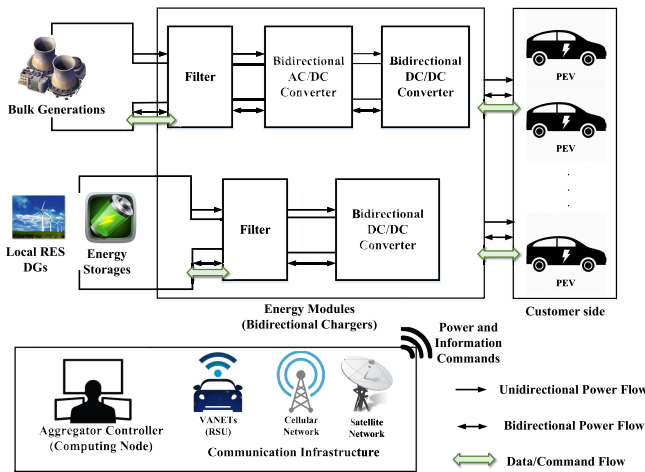 Bulk Generations
Filter
Bidirectional
AC/DC
Converter
Bidirectional
DC/DC
Converter
PEV
PEV
PEV
Local RES
DGs
Energy
Storages
Filter
Bidirectional
DC/DC
Converter
Energy Modules
(Bidirectional Chargers)
Customer side
Power and
Information
Commands
Aggregator Controller
(Computing Node)
VANETs
(RSU)
Cellular
Network
Satellite
Network
Communication Infrastructure
Unidirectional Power Flow
Bidirectional Power Flow
Data/Command Flow